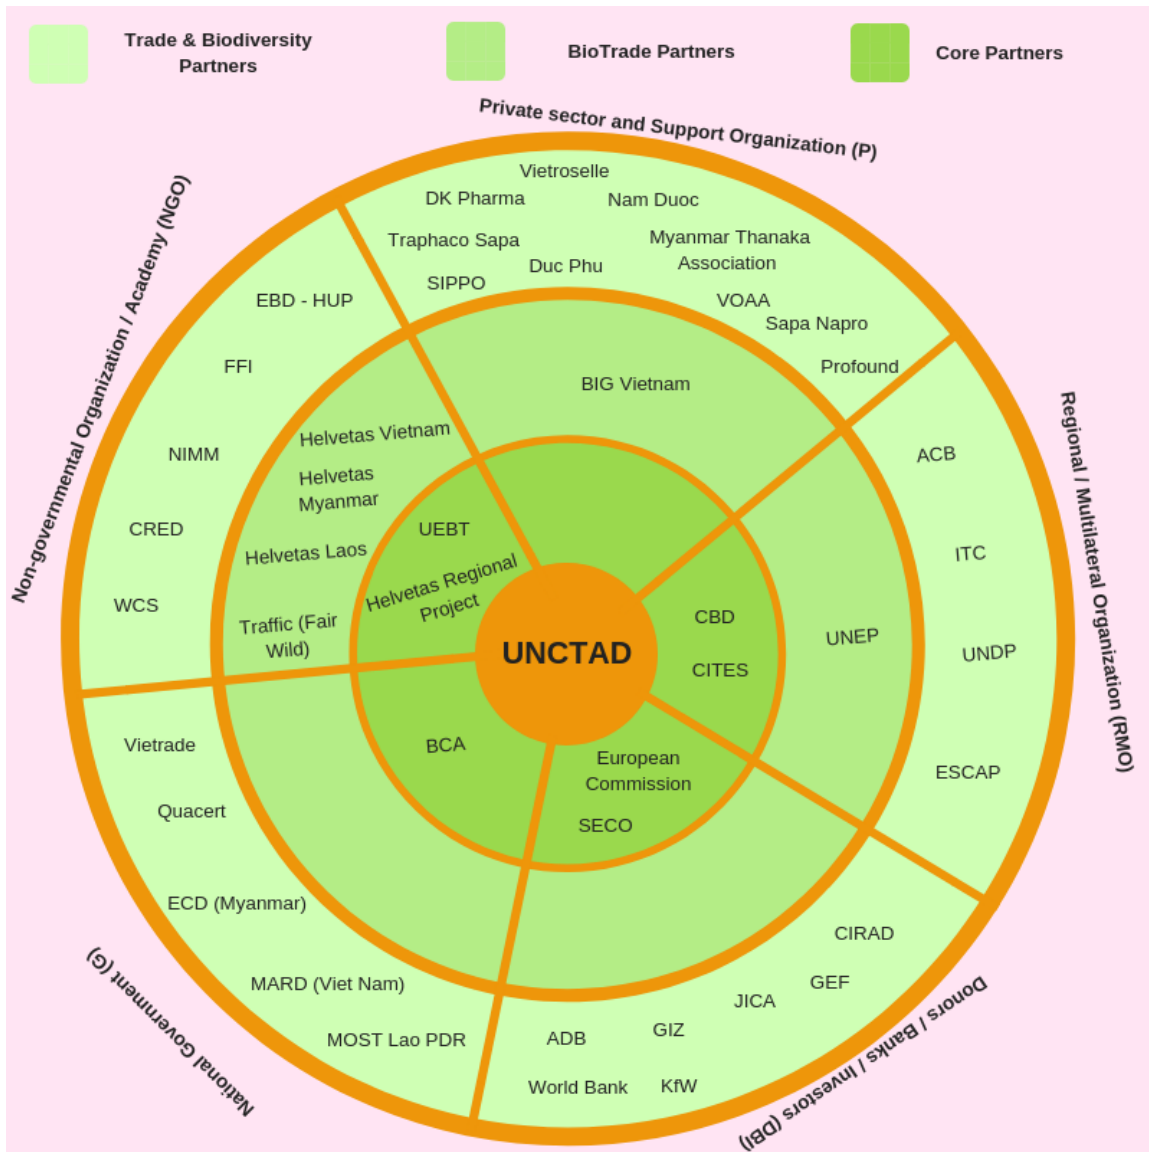 Trade & Biodiversity
Partners
BioTrade Partners
Core Partners
Private sector and Support Organization (P)
Vietroselle
DK Pharma
Nam Duoc
Traphaco Sapa
Myanmar Thanaka
Association
Duc Phu
SIPPO
VOAA
Sapa Napro
Profound
BIG Vietnam
Non-governmental Organization / Academy (NGO)
EBD - HUP
FFI
NIMM
CRED
WCS
Helvetas Vietnam
Helvetas
Myanmar
Helvetas Laos
Traffic (Fair
Wild)
UEBT
Helvetas Regional
Project
UNCTAD
Regional / Multilateral Organization (RMO)
CBD
CITES
UNEP
ACB
ITC
UNDP
ESCAP
National Government (G)
BCA
Vietrade
Quacert
ECD (Myanmar)
MARD (Viet Nam)
MOST Lao PDR
Donors / Banks / Investors (DBI)
European
Commission
SECO
CIRAD
GEF
JICA
GIZ
ADB
World Bank
KfW